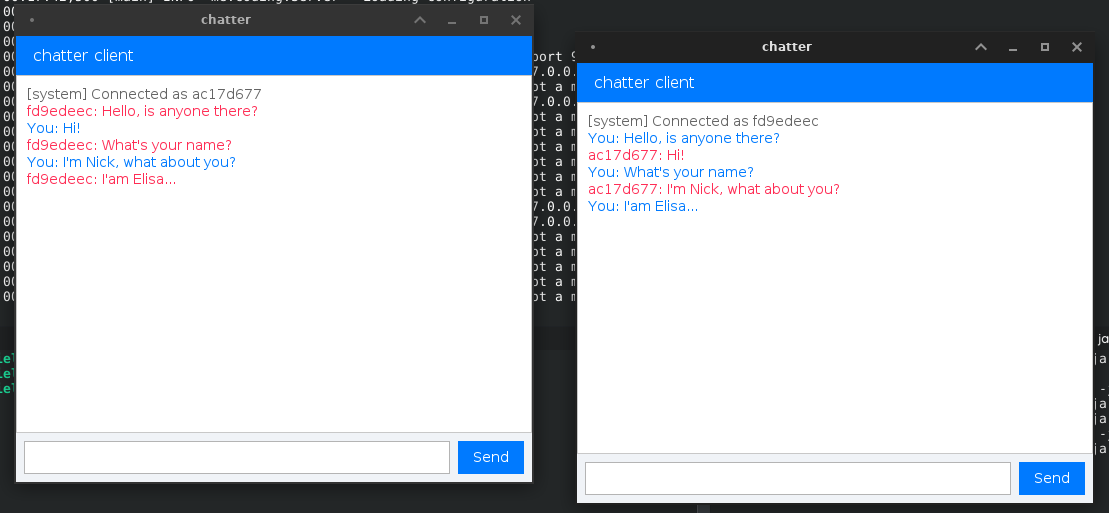 chatter
chatter client
[system] Connected as ac17d677
fd9edeec: Hello, is anyone there?
You: Hi!
fd9edeec: What's your name?
You: I'm Nick, what about you?
fd9edeec: I'am Elisa...
Send
chatter
chatter client
[system] Connected as fd9edeec
You: Hello, is anyone there?
ac17d677: Hi!
You: What's your name?
ac17d677: I'm Nick, what about you?
You: I'am Elisa...
Send